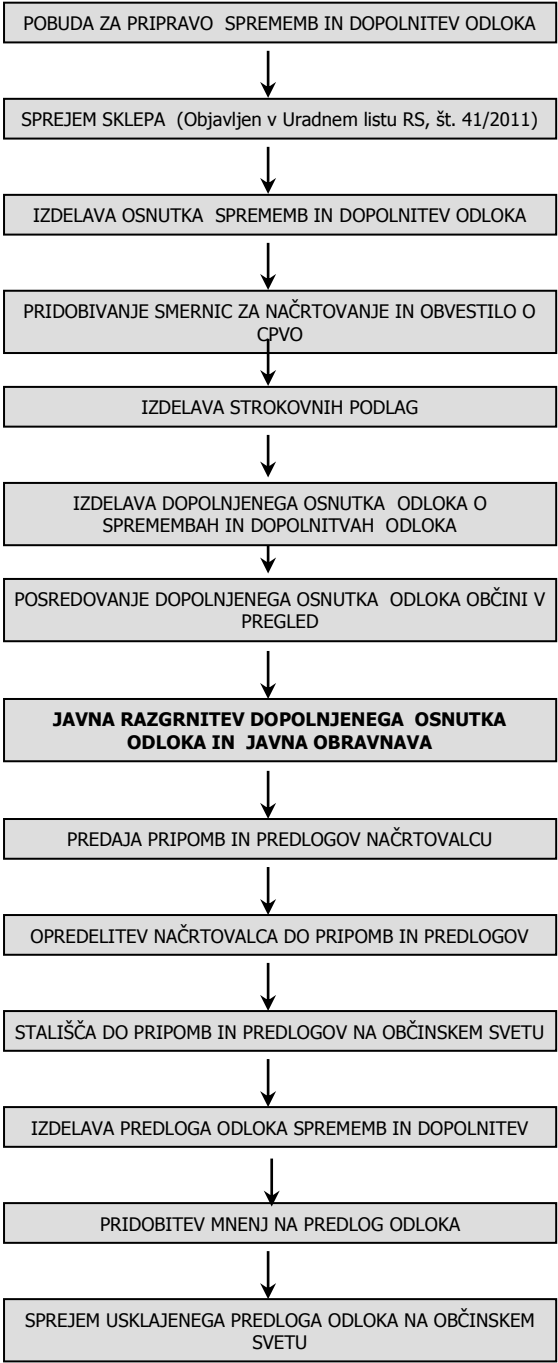 POBUDA ZA PRIPRAVO SPREMEMB IN DOPOLNITEV ODLOKA
SPREJEM SKLEPA (Objavljen v Uradnem listu RS, št. 41/2011)
IZDELAVA OSNUTKA SPREMEMB IN DOPOLNITEV ODLOKA
PRIDOBIVANJE SMERNIC ZA NAČRTOVANJE IN OBVESTILO O
CPVO
IZDELAVA STROKOVNIH PODLAG
IZDELAVA DOPOLNJENEGA OSNUTKA ODLOKA O
SPREMEMBAH IN DOPOLNITVAH ODLOKA
POSREDOVANJE DOPOLNJENEGA OSNUTKA ODLOKA OBČINI V
PREGLED
JAVNA RAZGRNITEV DOPOLNJENEGA OSNUTKA
ODLOKA IN JAVNA OBRAVNAVA
PREDAJA PRIPOMB IN PREDLOGOV NAČRTOVALCU
OPREDELITEV NAČRTOVALCA DO PRIPOMB IN PREDLOGOV
STALIŠČA DO PRIPOMB IN PREDLOGOV NA OBČINSKEM SVETU
IZDELAVA PREDLOGA ODLOKA SPREMEMB IN DOPOLNITEV
PRIDOBITEV MNENJ NA PREDLOG ODLOKA
SPREJEM USKLAJENEGA PREDLOGA ODLOKA NA OBČINSKEM
SVETU